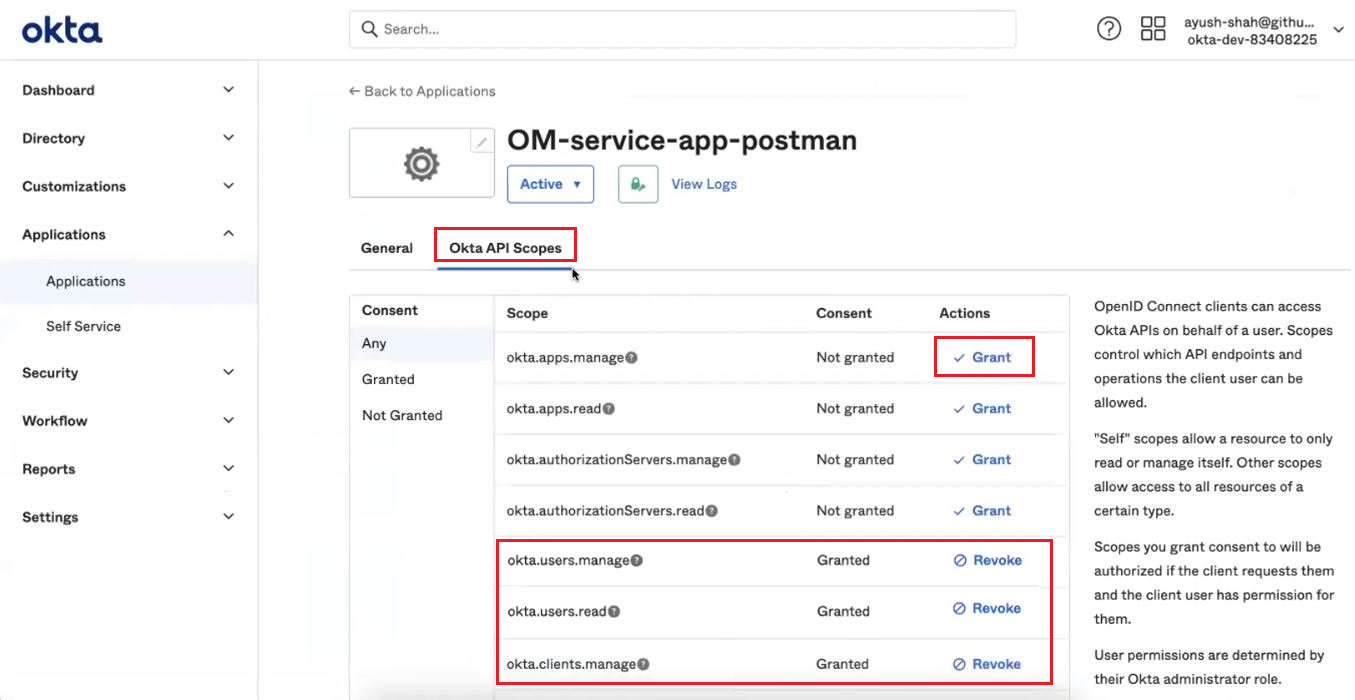 okta
Search...
ayush-shah@githu...
okta-dev-83408225
Dashboard
Directory
Customizations
Applications
Applications
Self Service
Security
Workflow
Reports
Settings
← Back to Applications
OM-service-app-postman
Active ▼
View Logs
General
Okta API Scopes
Consent
Any
Granted
Not Granted
Scope Consent Actions
okta.apps.manage Not granted Grant
okta.apps.read Not granted Grant
okta.authorizationServers.manage Not granted Grant
okta.authorizationServers.read Not granted Grant
okta.users.manage Granted Revoke
okta.users.read Granted Revoke
okta.clients.manage Granted Revoke
OpenID Connect clients can access
Okta APIs on behalf of a user. Scopes
control which API endpoints and
operations the client user can be
allowed.
"Self" scopes allow a resource to only
read or manage itself. Other scopes
allow access to all resources of a
certain type.
Scopes you grant consent to will be
authorized if the client requests them
and the client user has permission for
them.
User permissions are determined by
their Okta administrator role.